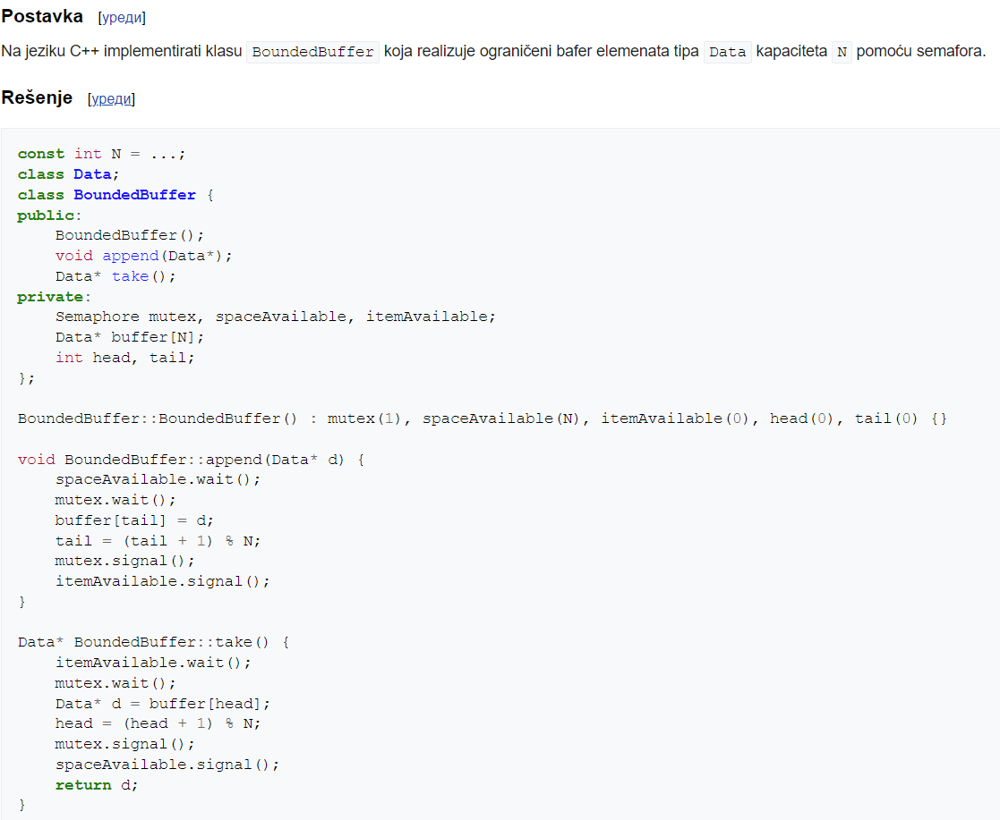 Postavka [уреди]
Na jeziku C++ implementirati klasu BoundedBuffer koja realizuje ograničeni bafer elemenata tipa Data kapaciteta N pomoću semafora.
Rešenje [уреди]
const int N = ...;
class Data;
class BoundedBuffer {
public:
    BoundedBuffer();
    void append(Data*);
    Data* take();
private:
    Semaphore mutex, spaceAvailable, itemAvailable;
    Data* buffer[N];
    int head, tail;
};

BoundedBuffer::BoundedBuffer() : mutex(1), spaceAvailable(N), itemAvailable(0), head(0), tail(0) {}

void BoundedBuffer::append(Data* d) {
    spaceAvailable.wait();
    mutex.wait();
    buffer[tail] = d;
    tail = (tail + 1) % N;
    mutex.signal();
    itemAvailable.signal();
}

Data* BoundedBuffer::take() {
    itemAvailable.wait();
    mutex.wait();
    Data* d = buffer[head];
    head = (head + 1) % N;
    mutex.signal();
    spaceAvailable.signal();
    return d;
}